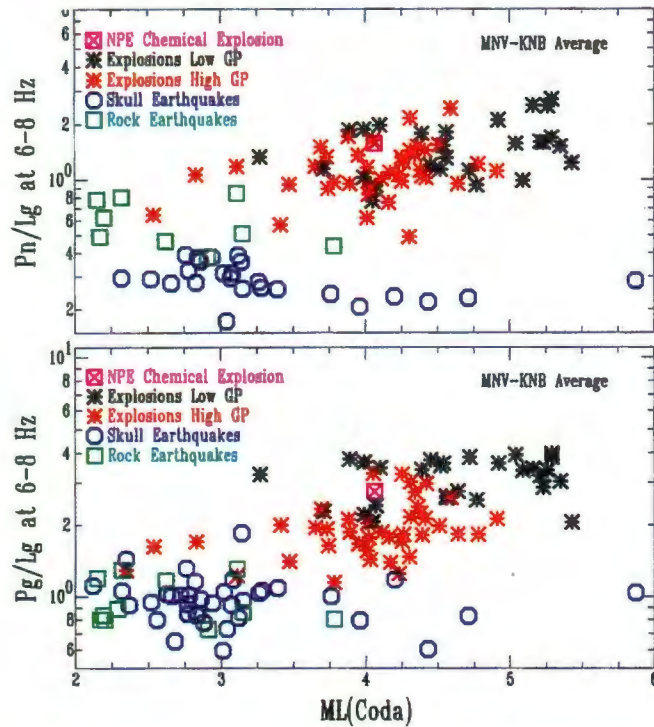 8
6
4
2
10⁰
8
6
4
2
Pn/Lg at 6-8 Hz
NPE Chemical Explosion
Explosions Low GP
Explosions High GP
Skull Earthquakes
Rock Earthquakes
MNV-KNB Average
10¹
8
6
4
2
10⁰
8
6
Pg/Lg at 6-8 Hz
NPE Chemical Explosion
Explosions Low GP
Explosions High GP
Skull Earthquakes
Rock Earthquakes
MNV-KNB Average
2 3 4 5 6
ML(Coda)